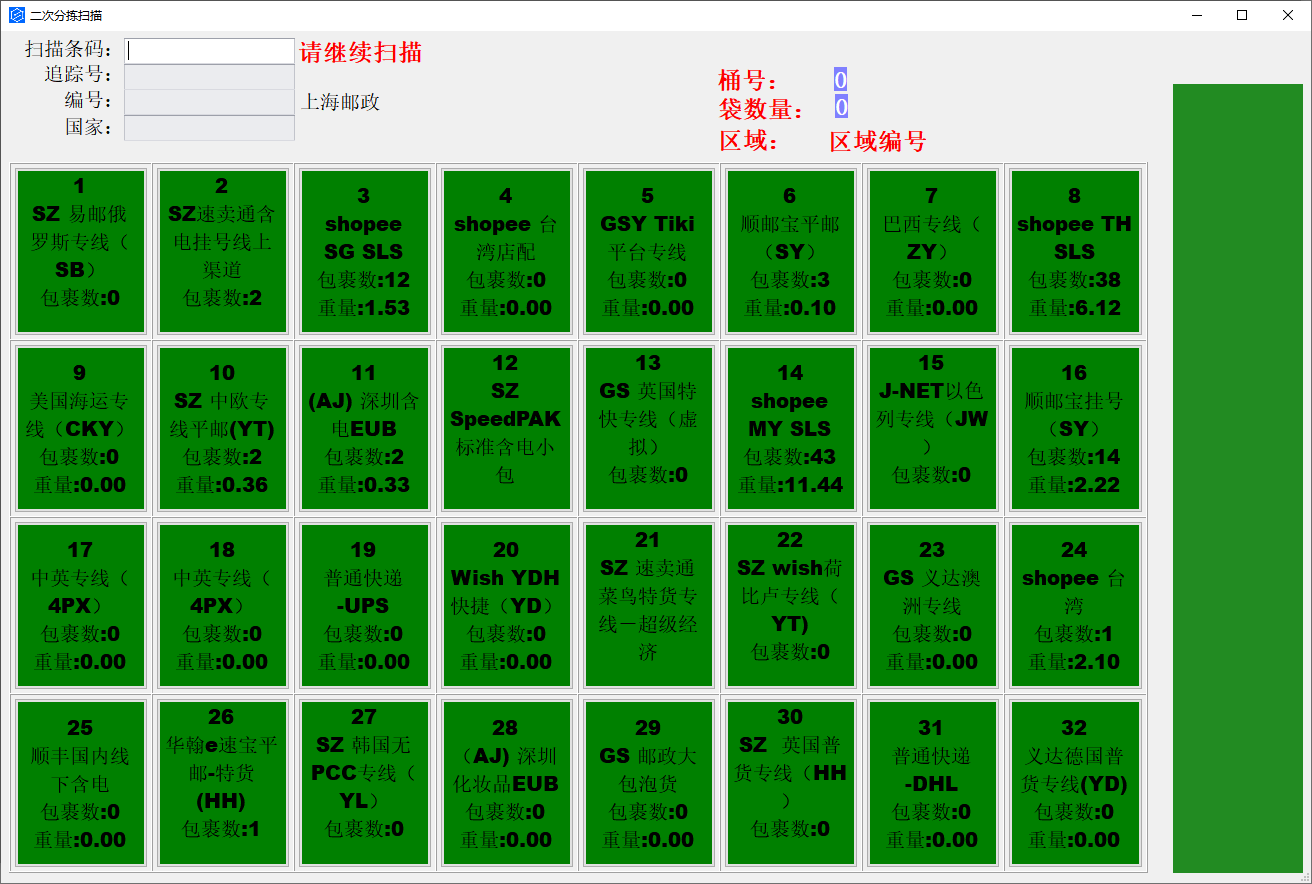 二次分拣扫描
扫描条码： 请继续扫描
追踪号： 桶号： 0
编号： 上海邮政 袋数量： 0
国家： 区域： 区域编号
1
SZ 易邮俄
罗斯专线（
SB）
包裹数:0
2
SZ速卖通含
电挂号线上
渠道
包裹数:2
3
shopee
SG SLS
包裹数:12
重量:1.53
4
shopee 台
湾店配
包裹数:0
重量:0.00
5
GSY Tiki
平台专线
包裹数:0
重量:0.00
6
顺邮宝平邮
（SY）
包裹数:3
重量:0.10
7
巴西专线（
ZY）
包裹数:0
重量:0.00
8
shopee TH
SLS
包裹数:38
重量:6.12
9
美国海运专
线（CKY）
包裹数:0
重量:0.00
10
SZ 中欧专
线平邮(YT)
包裹数:2
重量:0.36
11
(AJ) 深圳含
电EUB
包裹数:2
重量:0.33
12
SZ
SpeedPAK
标准含电小
包
13
GS 英国特
快专线（虚
拟）
包裹数:0
14
shopee
MY SLS
包裹数:43
重量:11.44
15
J-NET以色
列专线（JW
）
包裹数:0
16
顺邮宝挂号
（SY）
包裹数:14
重量:2.22
17
中英专线（
4PX）
包裹数:0
重量:0.00
18
中英专线（
4PX）
包裹数:0
重量:0.00
19
普通快递
-UPS
包裹数:0
重量:0.00
20
Wish YDH
快捷（YD）
包裹数:0
重量:0.00
21
SZ 速卖通
菜鸟特货专
线－超级经
济
22
SZ wish荷
比卢专线（
YT)
包裹数:0
23
GS 义达澳
洲专线
包裹数:0
重量:0.00
24
shopee 台
湾
包裹数:1
重量:2.10
25
顺丰国内线
下含电
包裹数:0
重量:0.00
26
华翰e速宝平
邮-特货
(HH)
包裹数:1
27
SZ 韩国无
PCC专线（
YL）
包裹数:0
28
（AJ) 深圳
化妆品EUB
包裹数:0
重量:0.00
29
GS 邮政大
包泡货
包裹数:0
重量:0.00
30
SZ 英国普
货专线（HH
）
包裹数:0
31
普通快递
-DHL
包裹数:0
重量:0.00
32
义达德国普
货专线(YD)
包裹数:0
重量:0.00